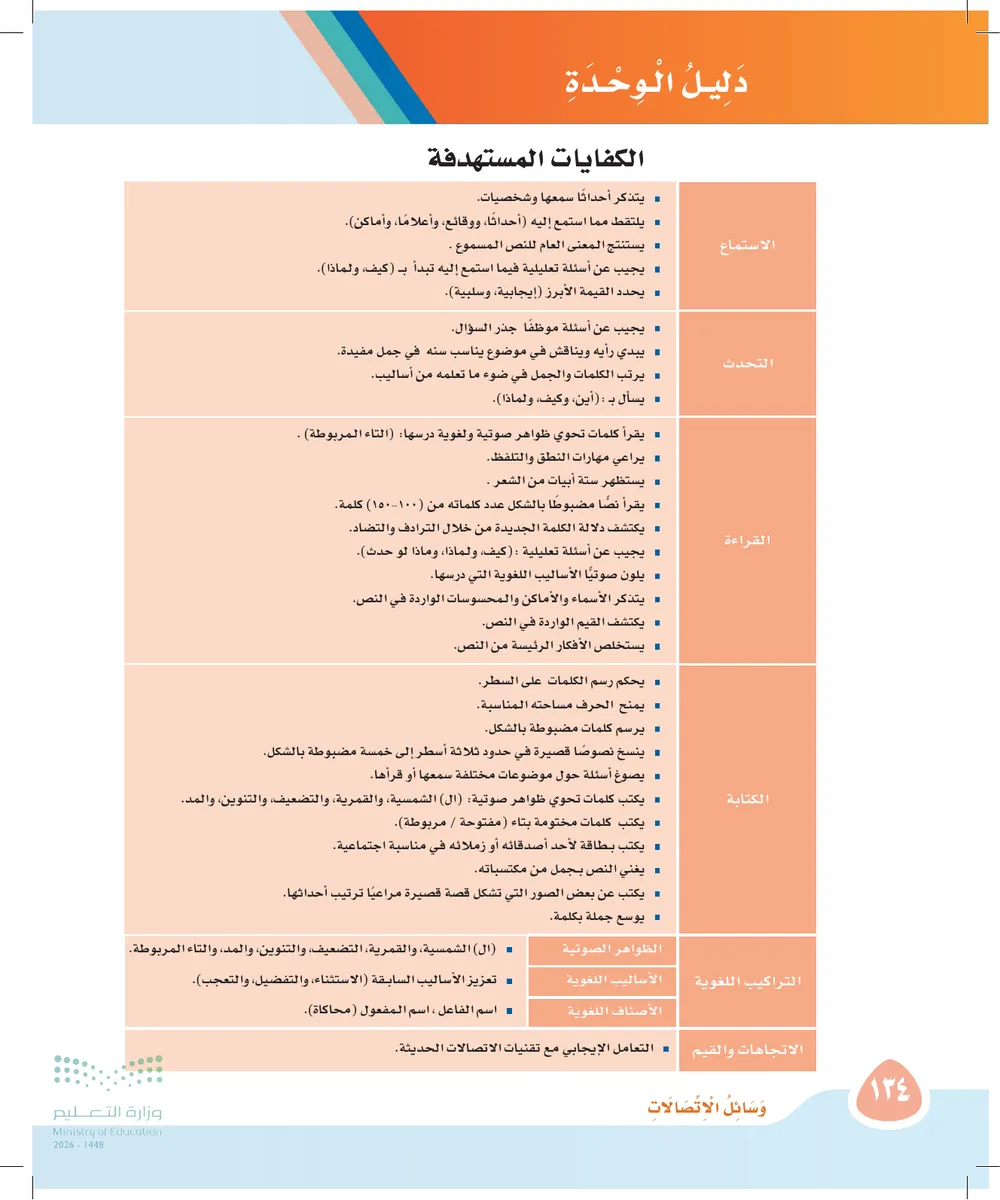 دَلِيلُ الْوِحْدَةِ
الكفايات المستهدفة
الاستماع
▪ يتذكر أحداثًا سمعها وشخصيات.
▪ يلتقط مما استمع إليه (أحداثًا، ووقائع، وأعلامًا، وأماكن).
▪ يستنتج المعنى العام للنص المسموع .
▪ يجيب عن أسئلة تعليلية فيما استمع إليه تبدأ بـ (كيف، ولماذا).
▪ يحدد القيمة الأبرز (إيجابية، وسلبية).
التحدث
▪ يجيب عن أسئلة موظفًا جذر السؤال.
▪ يبدي رأيه ويناقش في موضوع يناسب سنه في جمل مفيدة.
▪ يرتب الكلمات والجمل في ضوء ما تعلمه من أساليب.
▪ يسأل بـ : (أين، وكيف، ولماذا).
القراءة
▪ يقرأ كلمات تحوي ظواهر صوتية ولغوية درسها: (التاء المربوطة) .
▪ يراعي مهارات النطق والتلفظ.
▪ يستظهر ستة أبيات من الشعر .
▪ يقرأ نصًّا مضبوطًا بالشكل عدد كلماته من (١٠٠-١٥٠) كلمة.
▪ يكتشف دلالة الكلمة الجديدة من خلال الترادف والتضاد.
▪ يجيب عن أسئلة تعليلية : (كيف، ولماذا، وماذا لو حدث).
▪ يلون صوتيًّا الأساليب اللغوية التي درسها.
▪ يتذكر الأسماء والأماكن والمحسوسات الواردة في النص.
▪ يكتشف القيم الواردة في النص.
▪ يستخلص الأفكار الرئيسة من النص.
الكتابة
▪ يحكم رسم الكلمات على السطر.
▪ يمنح الحرف مساحته المناسبة.
▪ يرسم كلمات مضبوطة بالشكل.
▪ ينسخ نصوصًا قصيرة في حدود ثلاثة أسطر إلى خمسة مضبوطة بالشكل.
▪ يصوغ أسئلة حول موضوعات مختلفة سمعها أو قرأها.
▪ يكتب كلمات تحوي ظواهر صوتية: (ال) الشمسية، والقمرية، والتضعيف، والتنوين، والمد.
▪ يكتب كلمات مختومة بتاء (مفتوحة / مربوطة).
▪ يكتب بطاقة لأحد أصدقائه أو زملائه في مناسبة اجتماعية.
▪ يغني النص بجمل من مكتسباته.
▪ يكتب عن بعض الصور التي تشكل قصة قصيرة مراعيًا ترتيب أحداثها.
▪ يوسع جملة بكلمة.
التراكيب اللغوية
الظواهر الصوتية ▪ (ال) الشمسية، والقمرية، التضعيف، والتنوين، والمد، والتاء المربوطة.
الأساليب اللغوية ▪ تعزيز الأساليب السابقة (الاستثناء، والتفضيل، والتعجب).
الأصناف اللغوية ▪ اسم الفاعل ، اسم المفعول (محاكاة).
الاتجاهات والقيم ▪ التعامل الإيجابي مع تقنيات الاتصالات الحديثة.
١٣٤
وَسَائِلُ الْاِتِّصَالَاتِ
وزارة التعليم
Ministry of Education
2026 - 1448